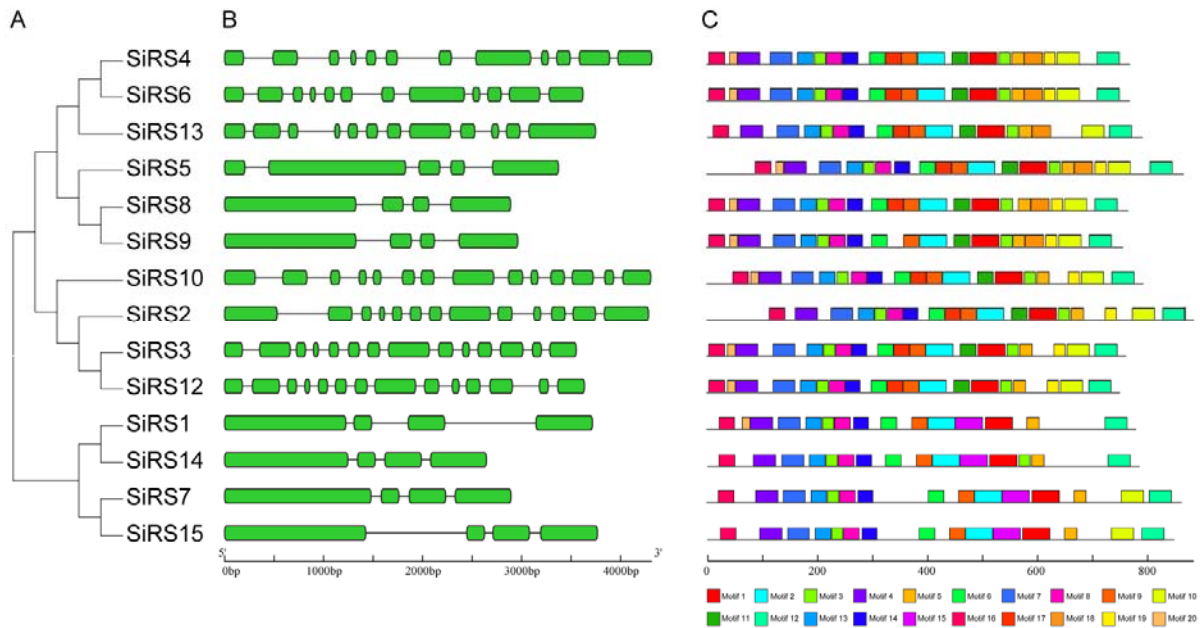 A B C
SiRS4
SiRS6
SiRS13
SiRS5
SiRS8
SiRS9
SiRS10
SiRS2
SiRS3
SiRS12
SiRS1
SiRS14
SiRS7
SiRS15
5' 3'
0bp 1000bp 2000bp 3000bp 4000bp
0 200 400 600 800
Motif 1 Motif 2 Motif 3 Motif 4 Motif 5 Motif 6 Motif 7 Motif 8 Motif 9 Motif 10
Motif 11 Motif 12 Motif 13 Motif 14 Motif 15 Motif 16 Motif 17 Motif 18 Motif 19 Motif 20